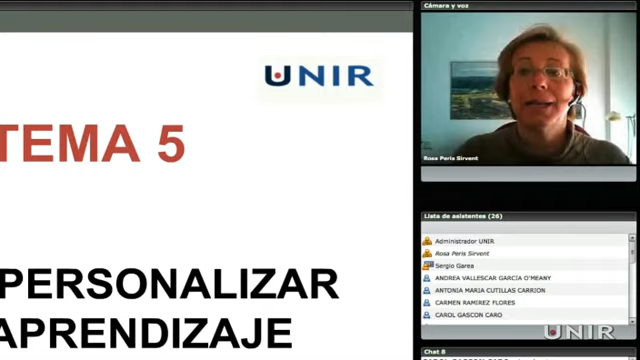 UNIR
TEMA 5
PERSONALIZAR
APRENDIZAJE
Cámara y voz
Rosa Peris Sirvent
Lista de asistentes (26)
Administrador UNIR
Rosa Peris Sirvent
Sergio Garea
ANDREA VALLESCAR GARCIA O'MEANY
ANTONIA MARIA CUTILLAS CARRION
CARMEN RAMIREZ FLORES
CAROL GASCON CARO
UNIR
Chat 8